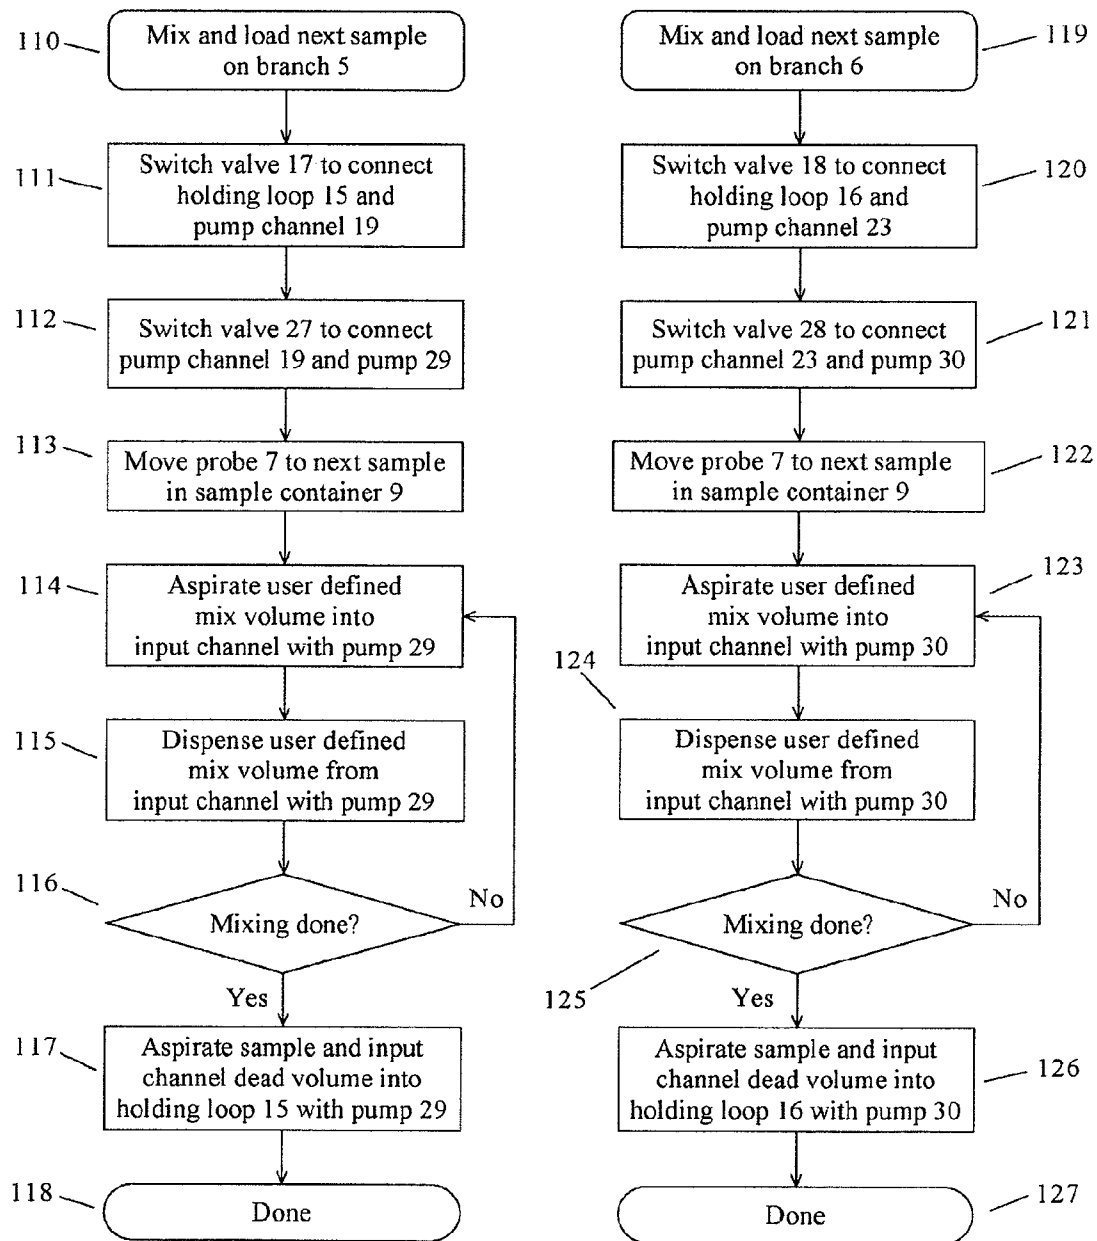 110
Mix and load next sample
on branch 5
111
Switch valve 17 to connect
holding loop 15 and
pump channel 19
112
Switch valve 27 to connect
pump channel 19 and pump 29
113
Move probe 7 to next sample
in sample container 9
114
Aspirate user defined
mix volume into
input channel with pump 29
115
Dispense user defined
mix volume from
input channel with pump 29
116
Mixing done?
No
Yes
117
Aspirate sample and input
channel dead volume into
holding loop 15 with pump 29
118
Done
119
Mix and load next sample
on branch 6
120
Switch valve 18 to connect
holding loop 16 and
pump channel 23
121
Switch valve 28 to connect
pump channel 23 and pump 30
122
Move probe 7 to next sample
in sample container 9
123
Aspirate user defined
mix volume into
input channel with pump 30
124
Dispense user defined
mix volume from
input channel with pump 30
125
Mixing done?
No
Yes
126
Aspirate sample and input
channel dead volume into
holding loop 16 with pump 30
127
Done